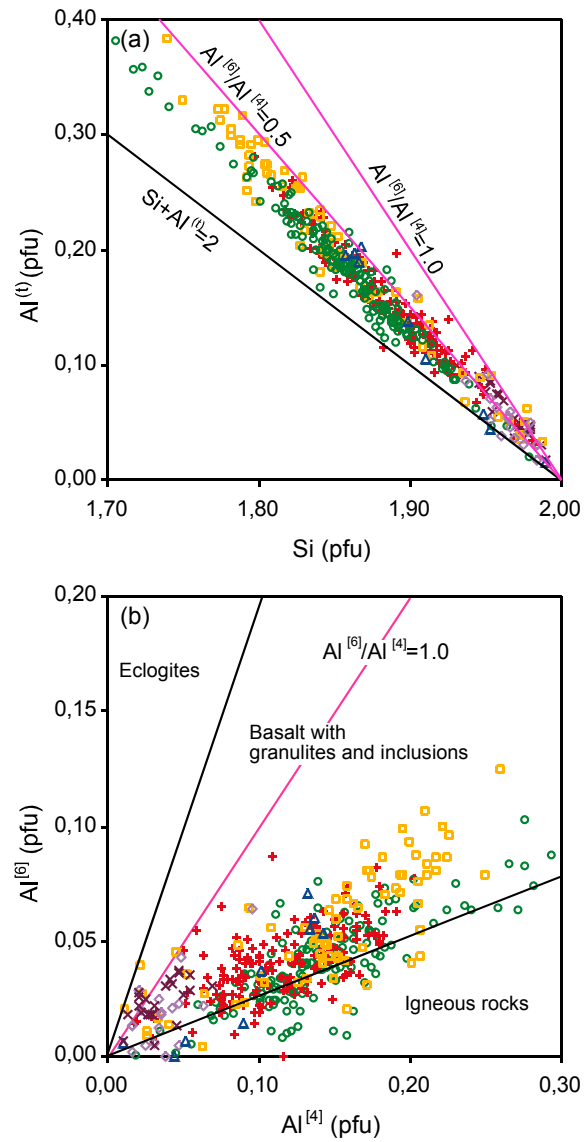 (a)
0,40
0,30
0,20
0,10
0,00
Al(t) (pfu)
Al[6]/Al[4]=0.5
Al[6]/Al[4]=1.0
Si+Al(t)=2
1,70 1,80 1,90 2,00
Si (pfu)
(b)
0,20
0,15
0,10
0,05
0,00
Al[6] (pfu)
Eclogites
Al[6]/Al[4]=1.0
Basalt with
granulites and inclusions
Igneous rocks
0,00 0,10 0,20 0,30
Al[4] (pfu)